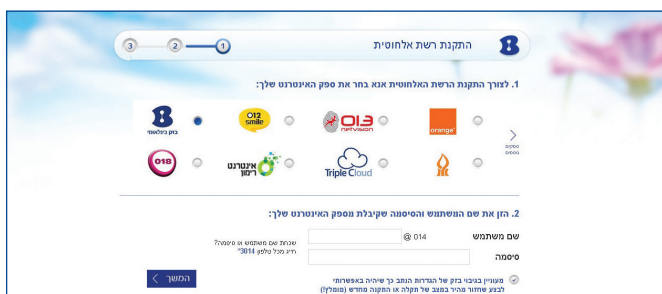 התקנת רשת אלחוטית
1 2 3
1. לצורך התקנת הרשת האלחוטית אנא בחר את ספק האינטרנט שלך:
orange
013 netvision
012 smile
בזק בינלאומי
ספקים נוספים
Triple Cloud
אינטרנט רימון
018
2. הזן את שם המשתמש והסיסמה שקיבלת מספק האינטרנט שלך:
שם משתמש
@ 014
שכחת שם משתמש או סיסמה?
חייג מכל טלפון 3014*
סיסמה
מעוניין בגיבוי בזק של הגדרות הנתב כך שיהיה באפשרותי
לבצע שחזור מהיר במצב של תקלה או התקנה מחדש (מומלץ!)
המשך